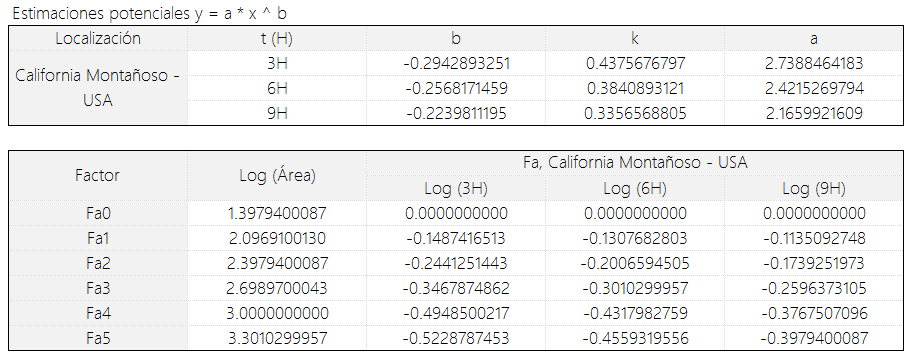 Estimaciones potenciales y = a * x ^ b
Localización t (H) b k a
California Montañoso - USA
3H -0.2942893251 0.4375676797 2.7388464183
6H -0.2568171459 0.3840893121 2.4215269794
9H -0.2239811195 0.3356568805 2.1659921609
Factor Log (Área) Fa, California Montañoso - USA
Log (3H) Log (6H) Log (9H)
Fa0 1.3979400087 0.0000000000 0.0000000000 0.0000000000
Fa1 2.0969100130 -0.1487416513 -0.1307682803 -0.1135092748
Fa2 2.3979400087 -0.2441251443 -0.2006594505 -0.1739251973
Fa3 2.6989700043 -0.3467874862 -0.3010299957 -0.2596373105
Fa4 3.0000000000 -0.4948500217 -0.4317982759 -0.3767507096
Fa5 3.3010299957 -0.5228787453 -0.4559319556 -0.3979400087